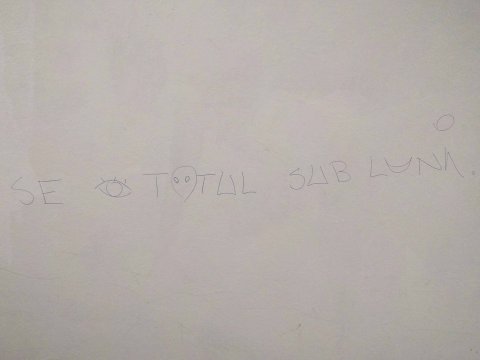 SE 👁 TOTUL SUB LUNĂ.